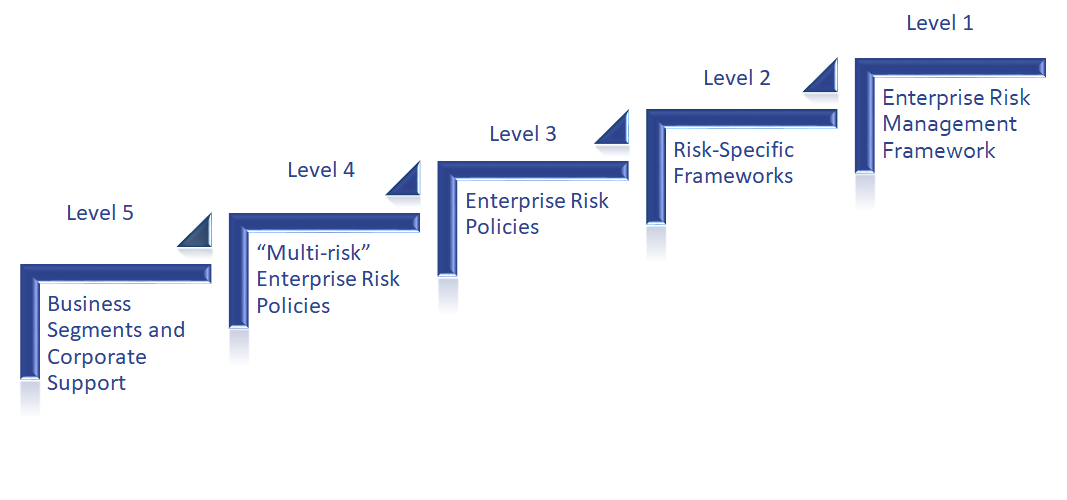 Level 1
Enterprise Risk
Management
Framework
Level 2
Risk-Specific
Frameworks
Level 3
Enterprise Risk
Policies
Level 4
“Multi-risk”
Enterprise Risk
Policies
Level 5
Business
Segments and
Corporate
Support